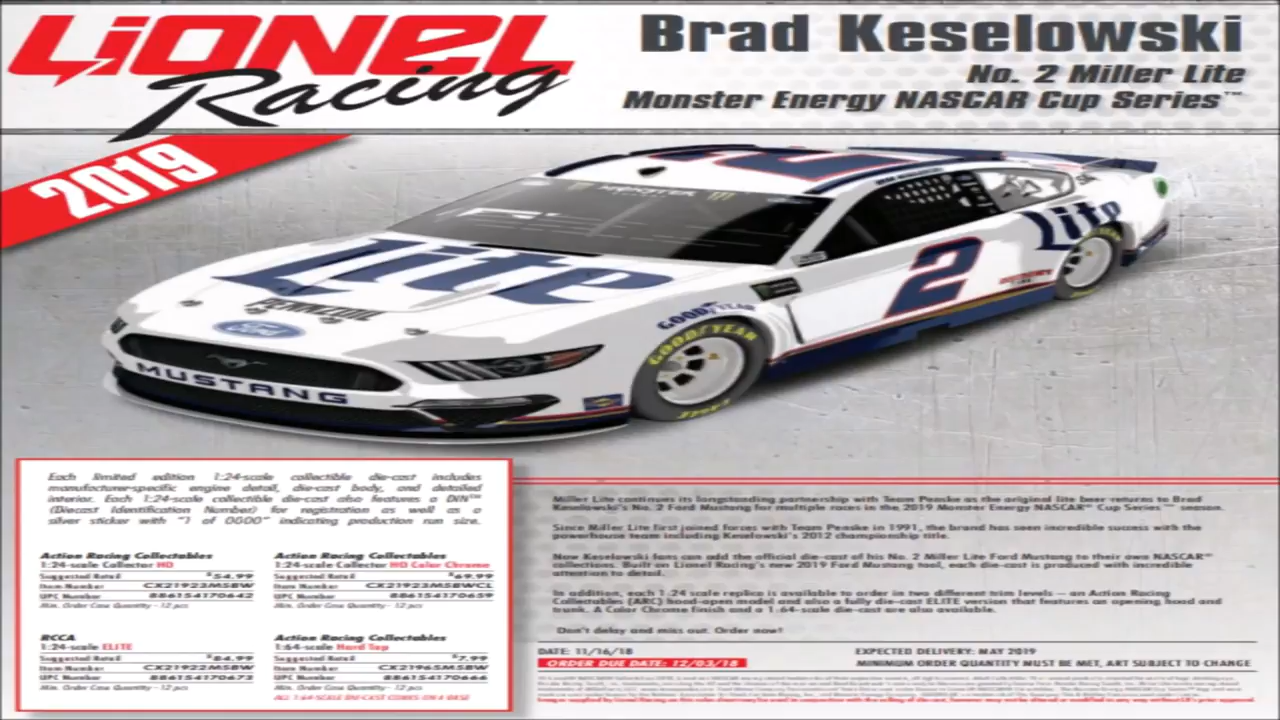 LIONEL
Racing
Brad Keselowski
No. 2 Miller Lite
Monster Energy NASCAR Cup Series™
2019
MONSTER
Lite
PENNZOIL
Ford
MUSTANG
GOODYEAR
GOODYEAR
2
Lite
Each limited edition 1:24-scale collectible die-cast includes
manufacturer-specific engine detail, die-cast body, and detailed
interior. Each 1:24-scale collectible die-cast also features a DIN™
(Diecast Identification Number) for registration as well as a
silver sticker with "1 of 0000" indicating production run size.
Action Racing Collectables
1:24-scale Collector HD
Suggested Retail $54.99
Item Number CX21923MSBW
UPC Number 886154170642
Min. Order Case Quantity - 12 pcs
Action Racing Collectables
1:24-scale Collector HD Color Chrome
Suggested Retail $69.99
Item Number CX21923MSBWCL
UPC Number 886154170659
Min. Order Case Quantity - 12 pcs
RCCA
1:24-scale ELITE
Suggested Retail $84.99
Item Number CX21922MSBW
UPC Number 886154170673
Min. Order Case Quantity - 12 pcs
Action Racing Collectables
1:64-scale Hard Top
Suggested Retail $7.99
Item Number CX21965MSBW
UPC Number 886154170666
Min. Order Case Quantity - 12 pcs
ALL 1:64-SCALE DIE-CAST COMES ON A BASE
Miller Lite continues its longstanding partnership with Team Penske as the original lite beer returns to Brad
Keselowski's No. 2 Ford Mustang for multiple races in the 2019 Monster Energy NASCAR® Cup Series™ season.
Since Miller Lite first joined forces with Team Penske in 1991, the brand has seen incredible success with the
powerhouse team including Keselowski's 2012 championship title.
Now Keselowski fans can add the official die-cast of his No. 2 Miller Lite Ford Mustang to their own NASCAR®
collections. Built on Lionel Racing's new 2019 Ford Mustang tool, each die-cast is produced with incredible
attention to detail.
In addition, each 1:24 scale replica is available to order in two different trim levels -- an Action Racing
Collectables (ARC) hood-open model and also a fully die-cast ELITE version that features an opening hood and
trunk. A Color Chrome finish and a 1:64-scale die-cast are also available.
Don't delay and miss out. Order now!
DATE: 11/16/18
EXPECTED DELIVERY: MAY 2019
ORDER DUE DATE: 12/03/18
MINIMUM ORDER QUANTITY MUST BE MET, ART SUBJECT TO CHANGE